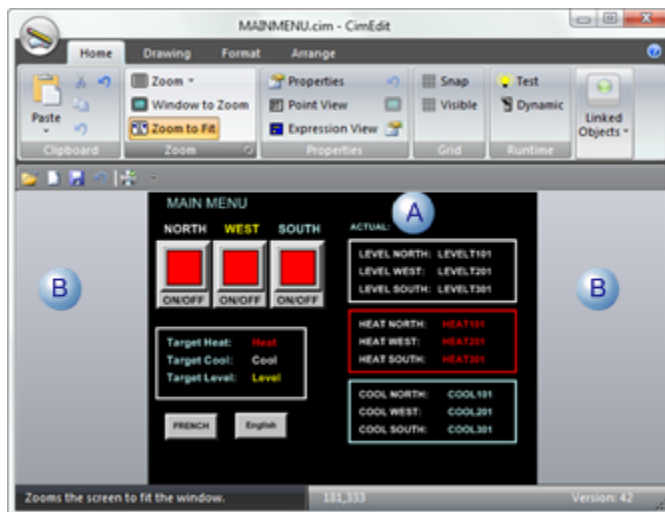 MAINMENU.cim - CimEdit
Home Drawing Format Arrange
Paste
Clipboard
Zoom
Window to Zoom
Zoom to Fit
Zoom
Properties
Point View
Expression View
Properties
Snap
Visible
Grid
Test
Dynamic
Runtime
Linked Objects
MAIN MENU
NORTH WEST SOUTH
ON/OFF ON/OFF ON/OFF
Target Heat: Heat
Target Cool: Cool
Target Level: Level
FRENCH English
ACTUAL:
A
LEVEL NORTH: LEVELT101
LEVEL WEST: LEVELT201
LEVEL SOUTH: LEVELT301
HEAT NORTH: HEAT101
HEAT WEST: HEAT201
HEAT SOUTH: HEAT301
COOL NORTH: COOL101
COOL WEST: COOL201
COOL SOUTH: COOL301
B
B
Zooms the screen to fit the window. 181,333 Version: 42